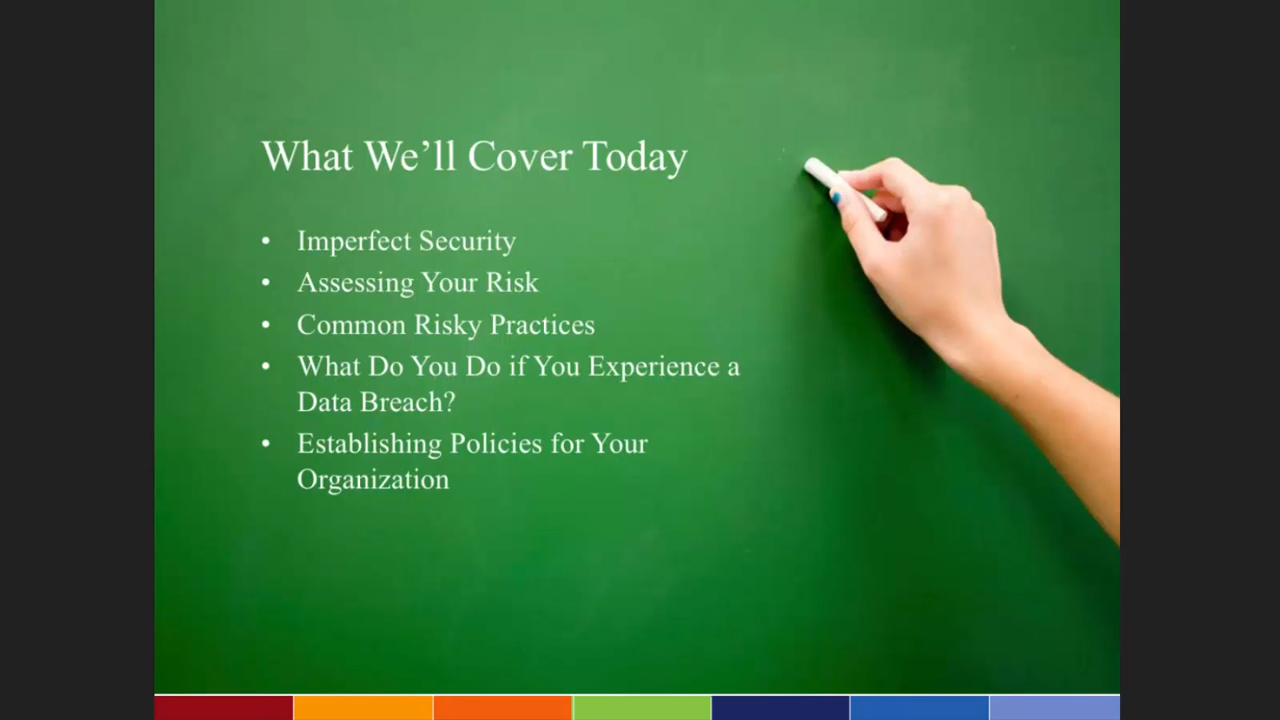 What We’ll Cover Today
• Imperfect Security
• Assessing Your Risk
• Common Risky Practices
• What Do You Do if You Experience a
Data Breach?
• Establishing Policies for Your
Organization